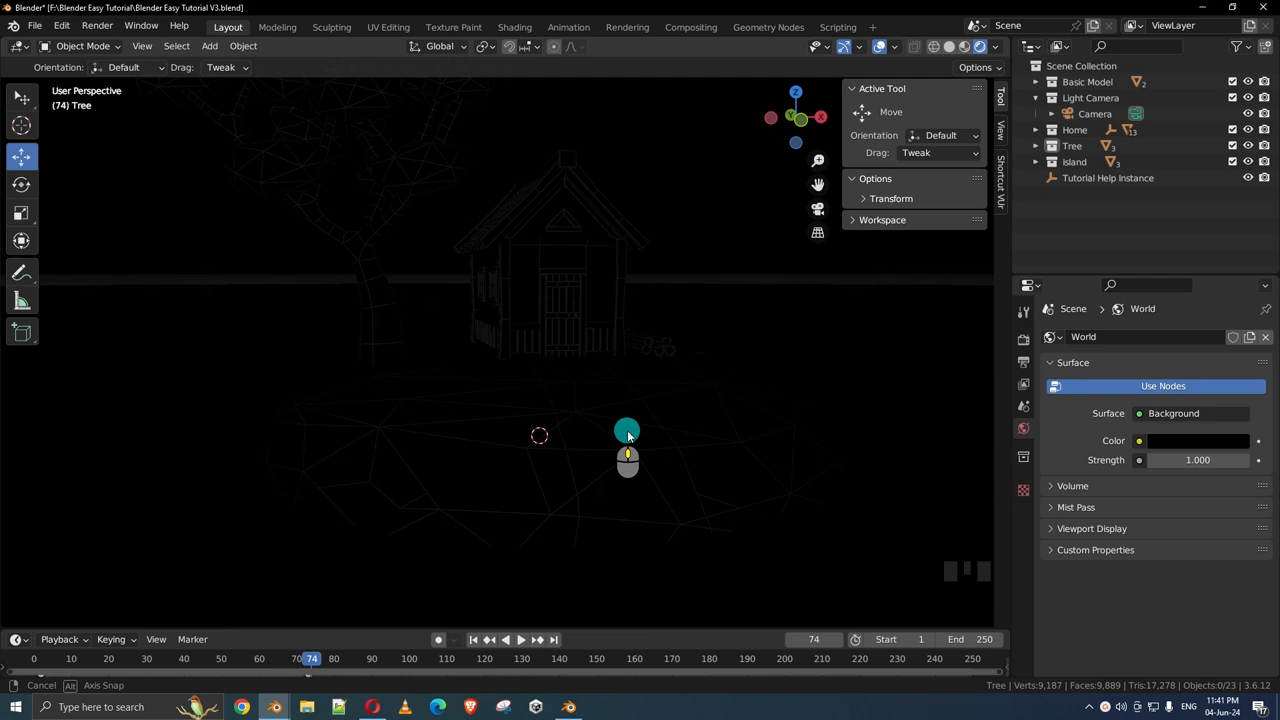 Blender* [F:\Blender Easy Tutorial\Blender Easy Tutorial V3.blend]
File Edit Render Window Help Layout Modeling Sculpting UV Editing Texture Paint Shading Animation Rendering Compositing Geometry Nodes Scripting Scene ViewLayer
Object Mode View Select Add Object Global
Orientation: Default Drag: Tweak Options
User Perspective
(74) Tree
Z
Y X
Active Tool
Move
Orientation Default
Drag: Tweak
Options
Transform
Workspace
Tool
View
Shortcut VUr
Scene Collection
Basic Model 2
Light Camera
Camera
Home 13
Tree 3
Island 3
Tutorial Help Instance
Scene World
World
Surface
Use Nodes
Surface Background
Color
Strength 1.000
Volume
Mist Pass
Viewport Display
Custom Properties
Playback Keying View Marker 74 Start 1 End 250
0 10 20 30 40 50 60 70 74 80 90 100 110 120 130 140 150 160 170 180 190 200 210 220 230 240 250
Cancel Alt Axis Snap Tree | Verts:9,187 | Faces:9,889 | Tris:17,278 | Objects:0/23 | 3.6.12
Type here to search ENG 11:41 PM
04-Jun-24